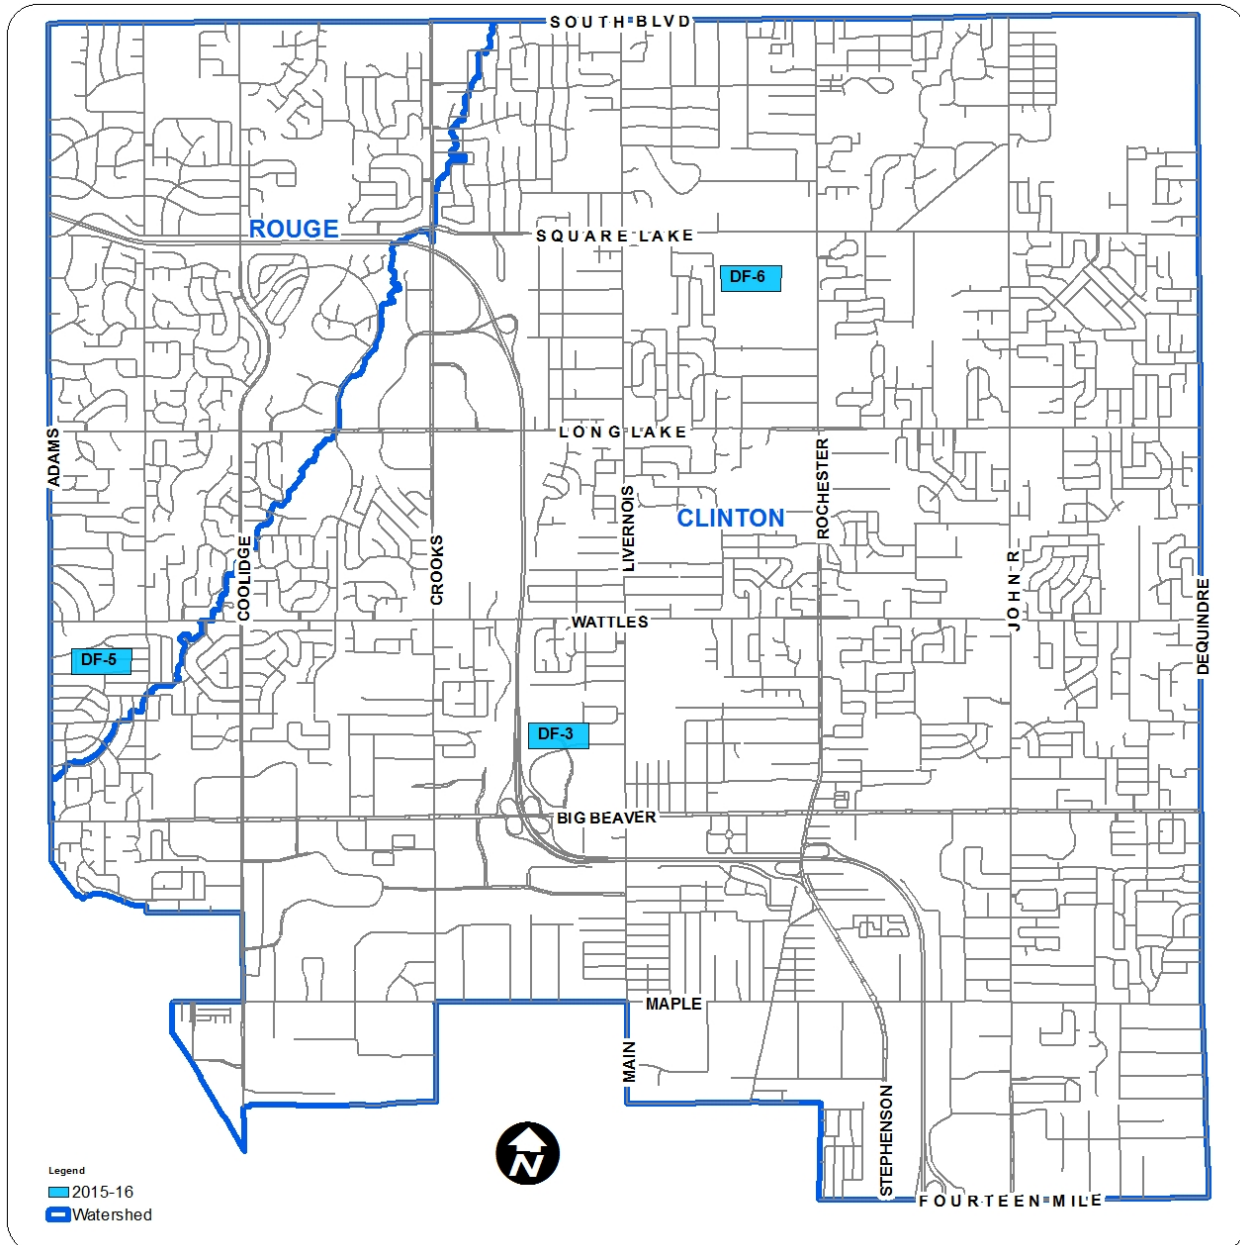 SOUTH BLVD
ROUGE
SQUARE LAKE
DF-6
ADAMS
LONG LAKE
ROCHESTER
LIVERNOIS
CLINTON
COOLIDGE
CROOKS
JOHN R
DEQUINDRE
WATTLES
DF-5
DF-3
BIG BEAVER
MAPLE
MAIN
STEPHENSON
N
FOURTEEN MILE
Legend
2015-16
Watershed